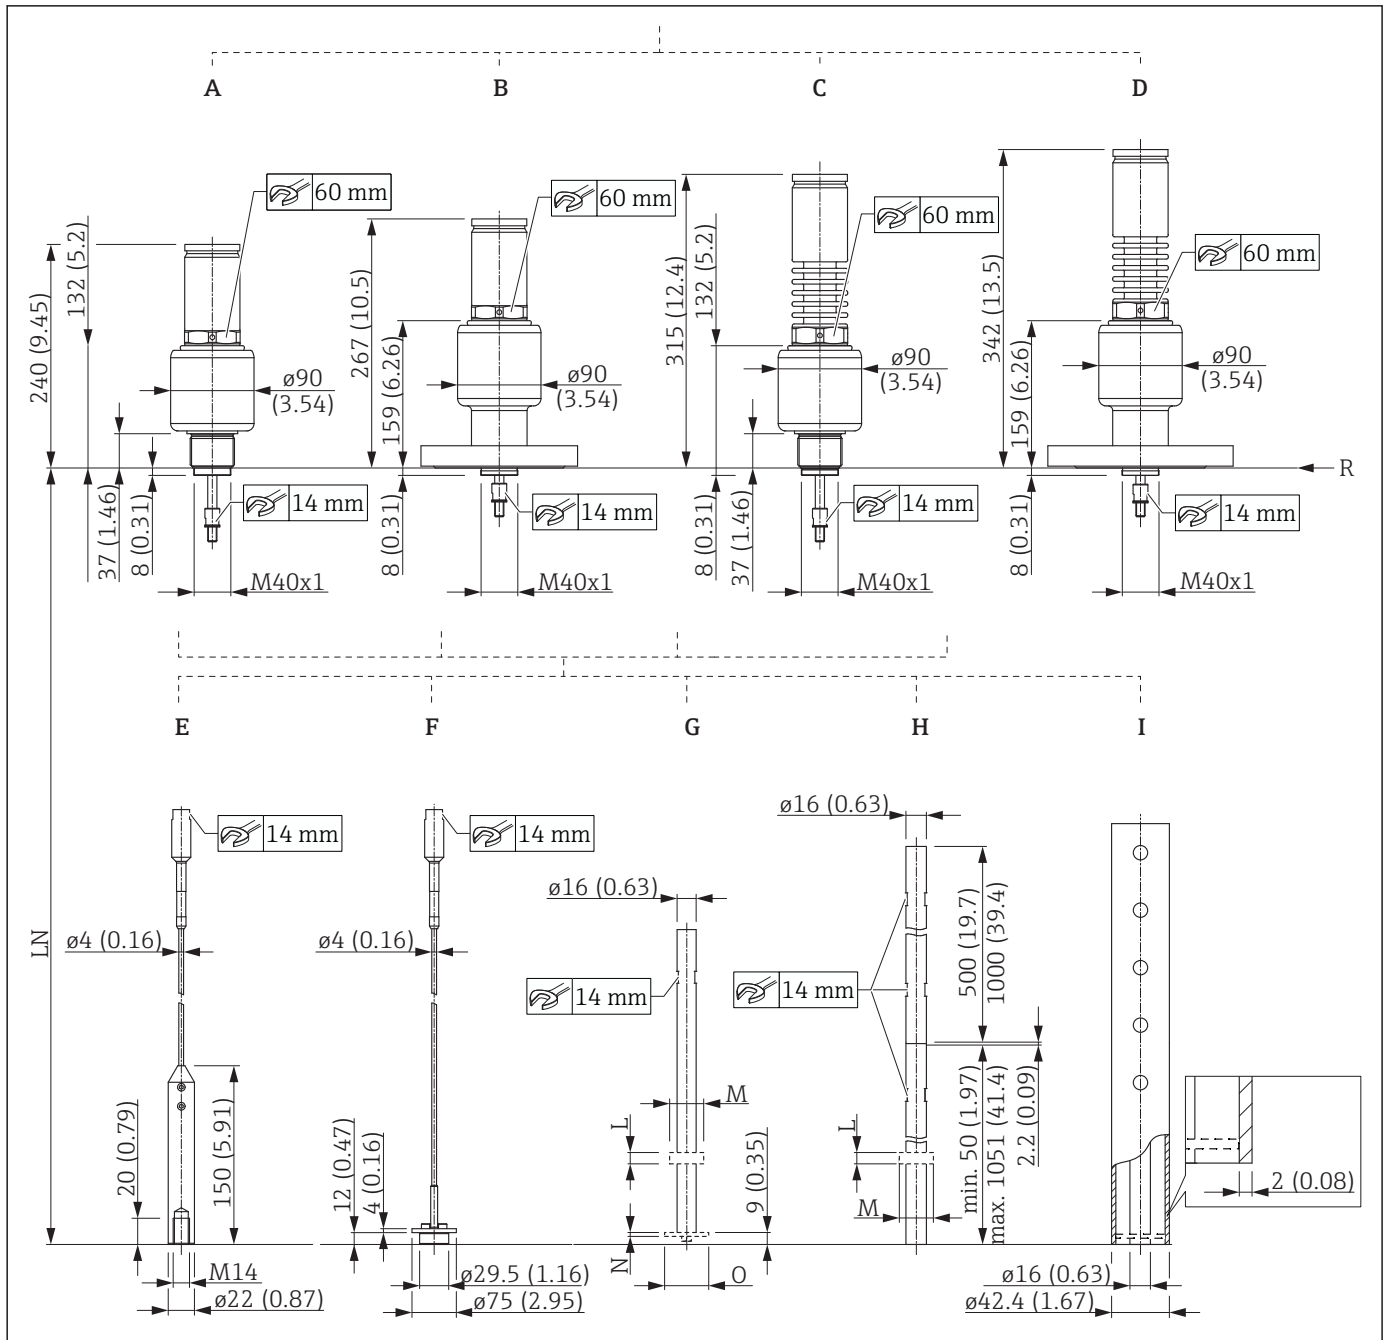 A
B
C
D
60 mm
60 mm
60 mm
60 mm
240 (9.45)
132 (5.2)
37 (1.46)
8 (0.31)
ø90
(3.54)
14 mm
M40x1
267 (10.5)
159 (6.26)
8 (0.31)
ø90
(3.54)
14 mm
M40x1
315 (12.4)
132 (5.2)
8 (0.31)
37 (1.46)
ø90
(3.54)
14 mm
M40x1
342 (13.5)
159 (6.26)
8 (0.31)
ø90
(3.54)
14 mm
M40x1
R
LN
E
F
G
H
I
14 mm
ø4 (0.16)
20 (0.79)
150 (5.91)
M14
ø22 (0.87)
14 mm
ø4 (0.16)
12 (0.47)
4 (0.16)
ø29.5 (1.16)
ø75 (2.95)
ø16 (0.63)
14 mm
M
L
9 (0.35)
N
O
ø16 (0.63)
14 mm
500 (19.7)
1000 (39.4)
L
M
min. 50 (1.97)
max. 1051 (41.4)
2.2 (0.09)
2 (0.08)
ø16 (0.63)
ø42.4 (1.67)